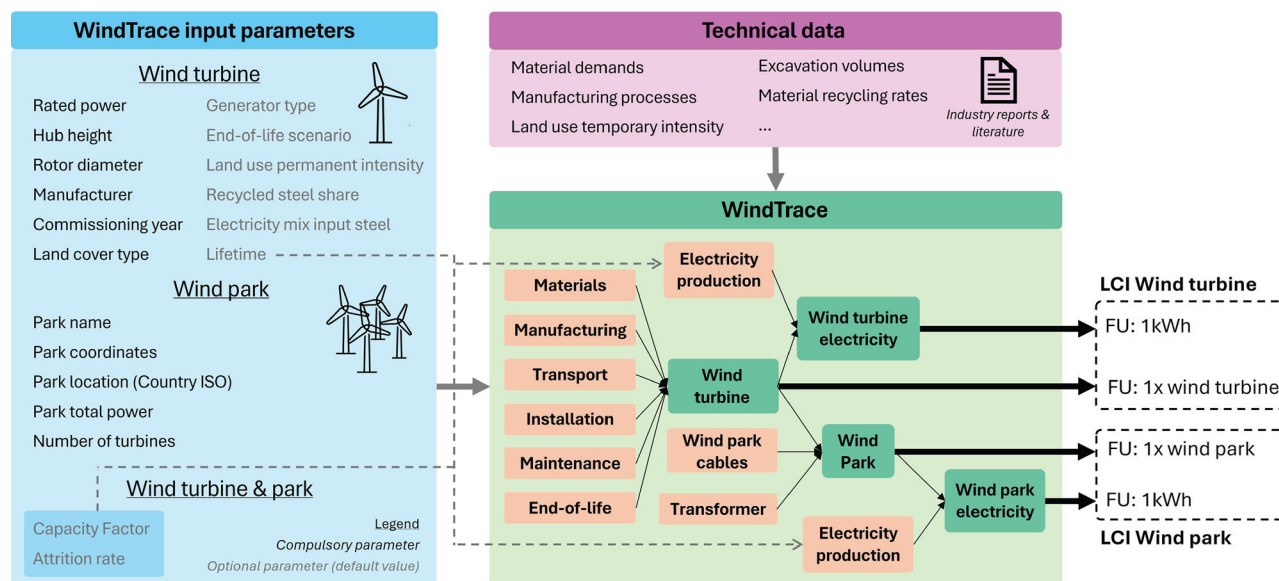 WindTrace input parameters
Wind turbine
Rated power
Generator type
Hub height
End-of-life scenario
Rotor diameter
Land use permanent intensity
Manufacturer
Recycled steel share
Commissioning year
Electricity mix input steel
Land cover type
Lifetime
Wind park
Park name
Park coordinates
Park location (Country ISO)
Park total power
Number of turbines
Wind turbine & park
Capacity Factor
Attrition rate
Legend
Compulsory parameter
Optional parameter (default value)
Technical data
Material demands
Excavation volumes
Manufacturing processes
Material recycling rates
Land use temporary intensity
...
Industry reports &
literature
WindTrace
Materials
Manufacturing
Transport
Installation
Maintenance
End-of-life
Electricity
production
Wind turbine
electricity
Wind
turbine
Wind park
cables
Transformer
Wind
Park
Electricity
production
Wind park
electricity
LCI Wind turbine
FU: 1kWh
FU: 1x wind turbine
FU: 1x wind park
FU: 1kWh
LCI Wind park